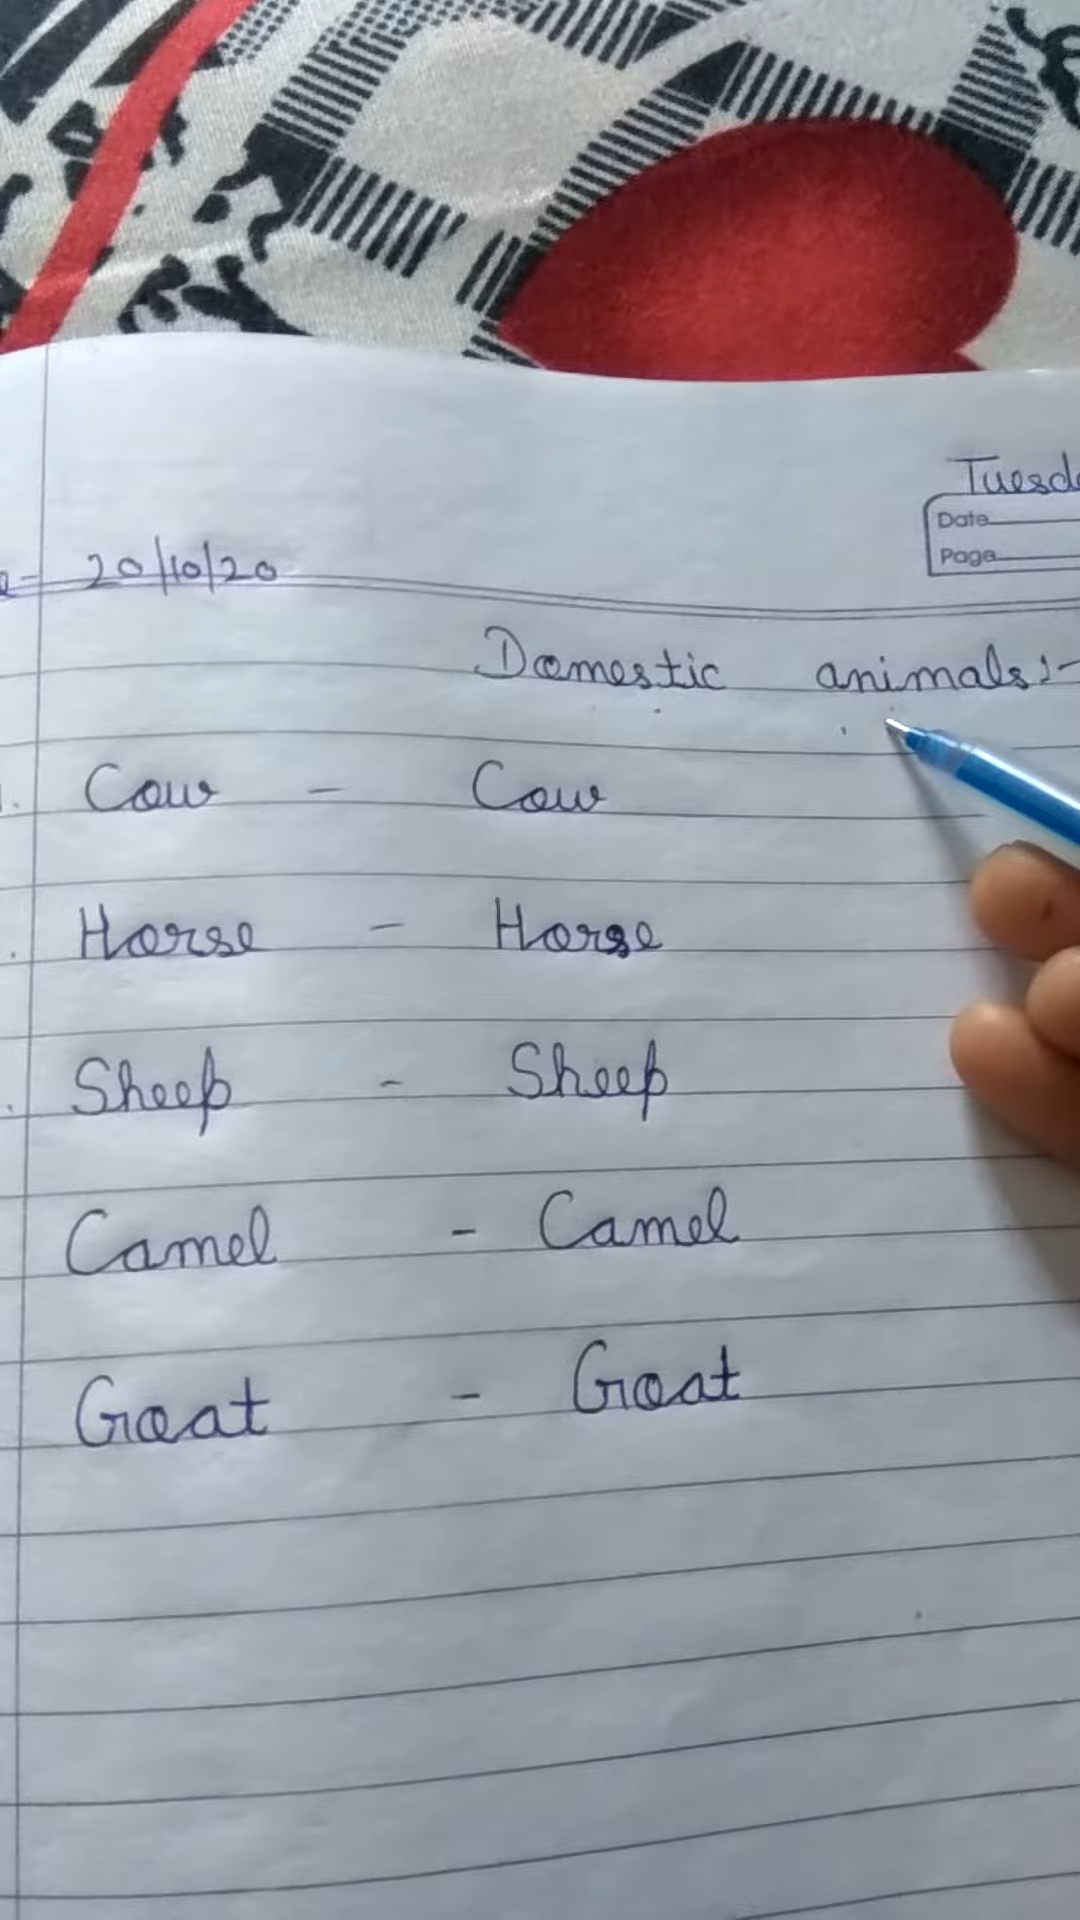 Tuesd
Date
Page
20/10/20
Domestic animals:-
Cow - Cow
Horse - Horse
Sheep - Sheep
Camel - Camel
Goat - Goat